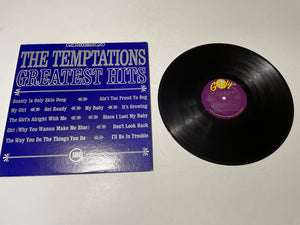 THE TEMPTATIONS
GREATEST HITS
Beauty Is Only Skin Deep Ain't Too Proud To Beg
My Girl Get Ready My Baby It's Growing
The Girl's Alright With Me Since I Lost My Baby
Girl (Why You Wanna Make Me Blue) Don't Look Back
The Way You Do The Things You Do I'll Be In Trouble
Gordy